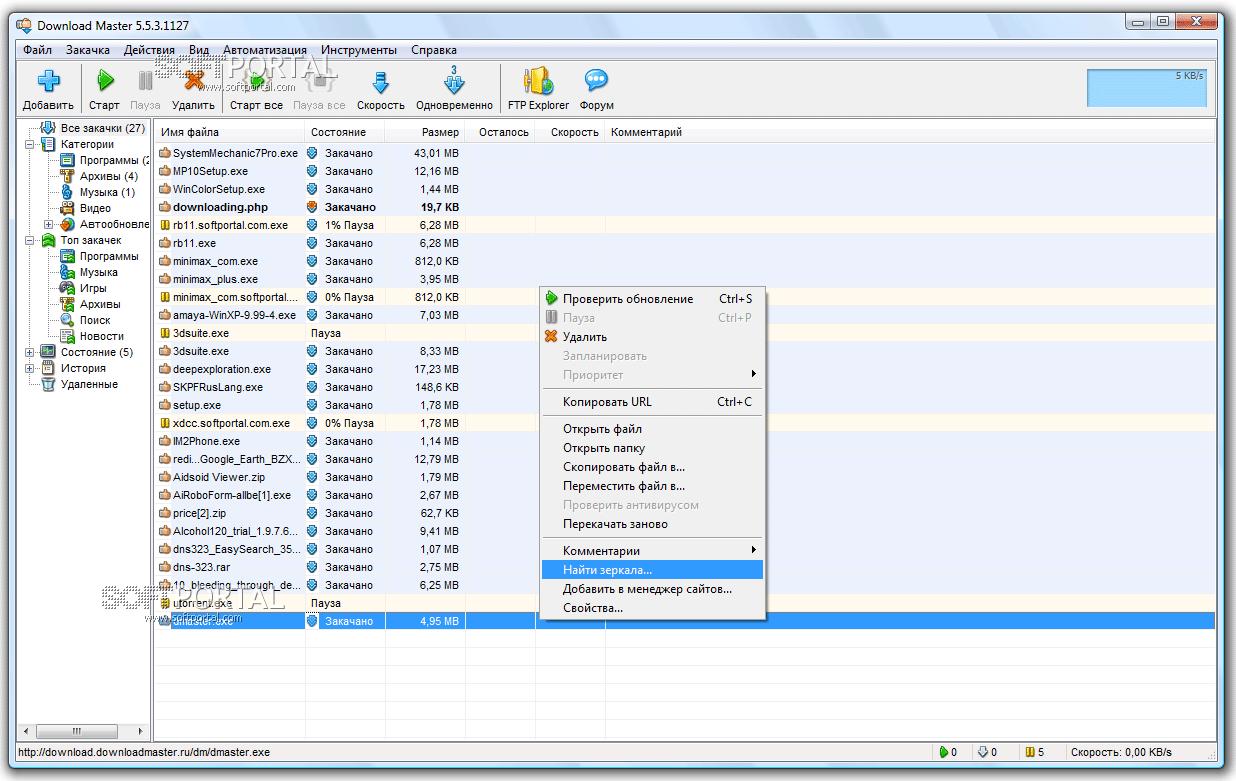 Download Master 5.5.3.1127
Файл Закачка Действия Вид Автоматизация Инструменты Справка
SOFTPORTAL
www.softportal.com
3
5 KB/s
Добавить Старт Пауза Удалить Старт все Пауза все Скорость Одновременно FTP Explorer Форум
Все закачки (27)
Категории
Программы (2
Архивы (4)
Музыка (1)
Видео
Автообновле
Топ закачек
Программы
Музыка
Игры
Архивы
Поиск
Новости
Состояние (5)
История
Удаленные
Имя файла Состояние Размер Осталось Скорость Комментарий
SystemMechanic7Pro.exe Закачано 43,01 MB
MP10Setup.exe Закачано 12,16 MB
WinColorSetup.exe Закачано 1,44 MB
downloading.php Закачано 19,7 KB
rb11.softportal.com.exe 1% Пауза 6,28 MB
rb11.exe Закачано 6,28 MB
minimax_com.exe Закачано 812,0 KB
minimax_plus.exe Закачано 3,95 MB
minimax_com.softportal.... 0% Пауза 812,0 KB
amaya-WinXP-9.99-4.exe Закачано 7,03 MB
3dsuite.exe Пауза
3dsuite.exe Закачано 8,33 MB
deepexploration.exe Закачано 17,23 MB
SKPFRusLang.exe Закачано 148,6 KB
setup.exe Закачано 1,78 MB
xdcc.softportal.com.exe 0% Пауза 1,78 MB
IM2Phone.exe Закачано 1,14 MB
redi...Google_Earth_BZX... Закачано 12,79 MB
Aidsoid Viewer.zip Закачано 1,79 MB
AiRoboForm-allbe[1].exe Закачано 2,67 MB
price[2].zip Закачано 62,7 KB
Alcohol120_trial_1.9.7.6... Закачано 9,41 MB
dns323_EasySearch_35... Закачано 1,07 MB
dns-323.rar Закачано 2,75 MB
10_bleeding_through_de... Закачано 6,25 MB
utorrent.exe Пауза
dmaster.exe Закачано 4,95 MB
SOFTPORTAL
www.softportal.com
Проверить обновление Ctrl+S
Пауза Ctrl+P
Удалить
Запланировать
Приоритет
Копировать URL Ctrl+C
Открыть файл
Открыть папку
Скопировать файл в...
Переместить файл в...
Проверить антивирусом
Перекачать заново
Комментарии
Найти зеркала...
Добавить в менеджер сайтов...
Свойства...
http://download.downloadmaster.ru/dm/dmaster.exe 0 0 5 Скорость: 0,00 KB/s